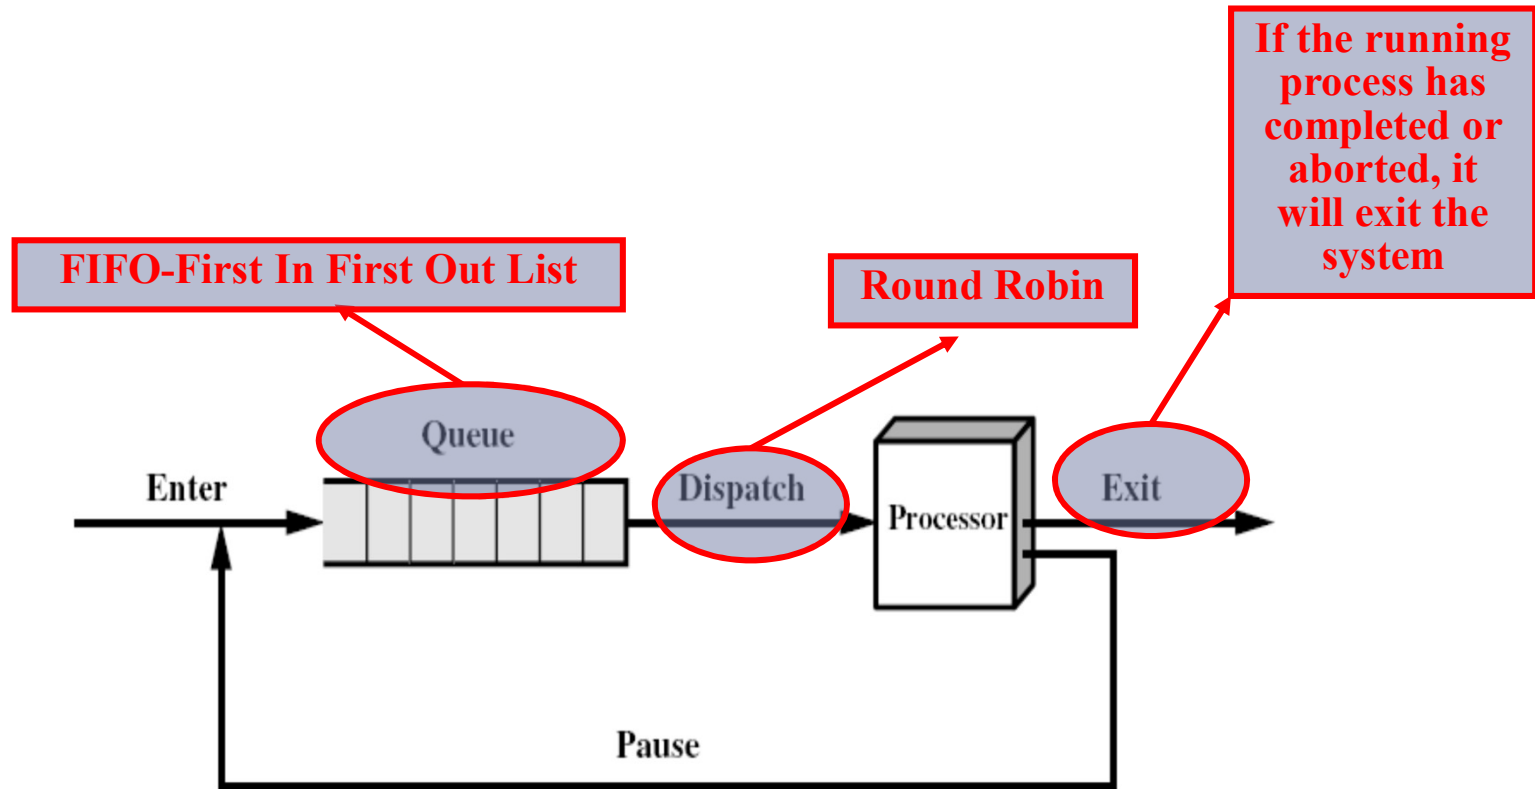 If the running
process has
completed or
aborted, it
will exit the
system
FIFO-First In First Out List
Round Robin
Queue
Enter
Dispatch
Processor
Exit
Pause